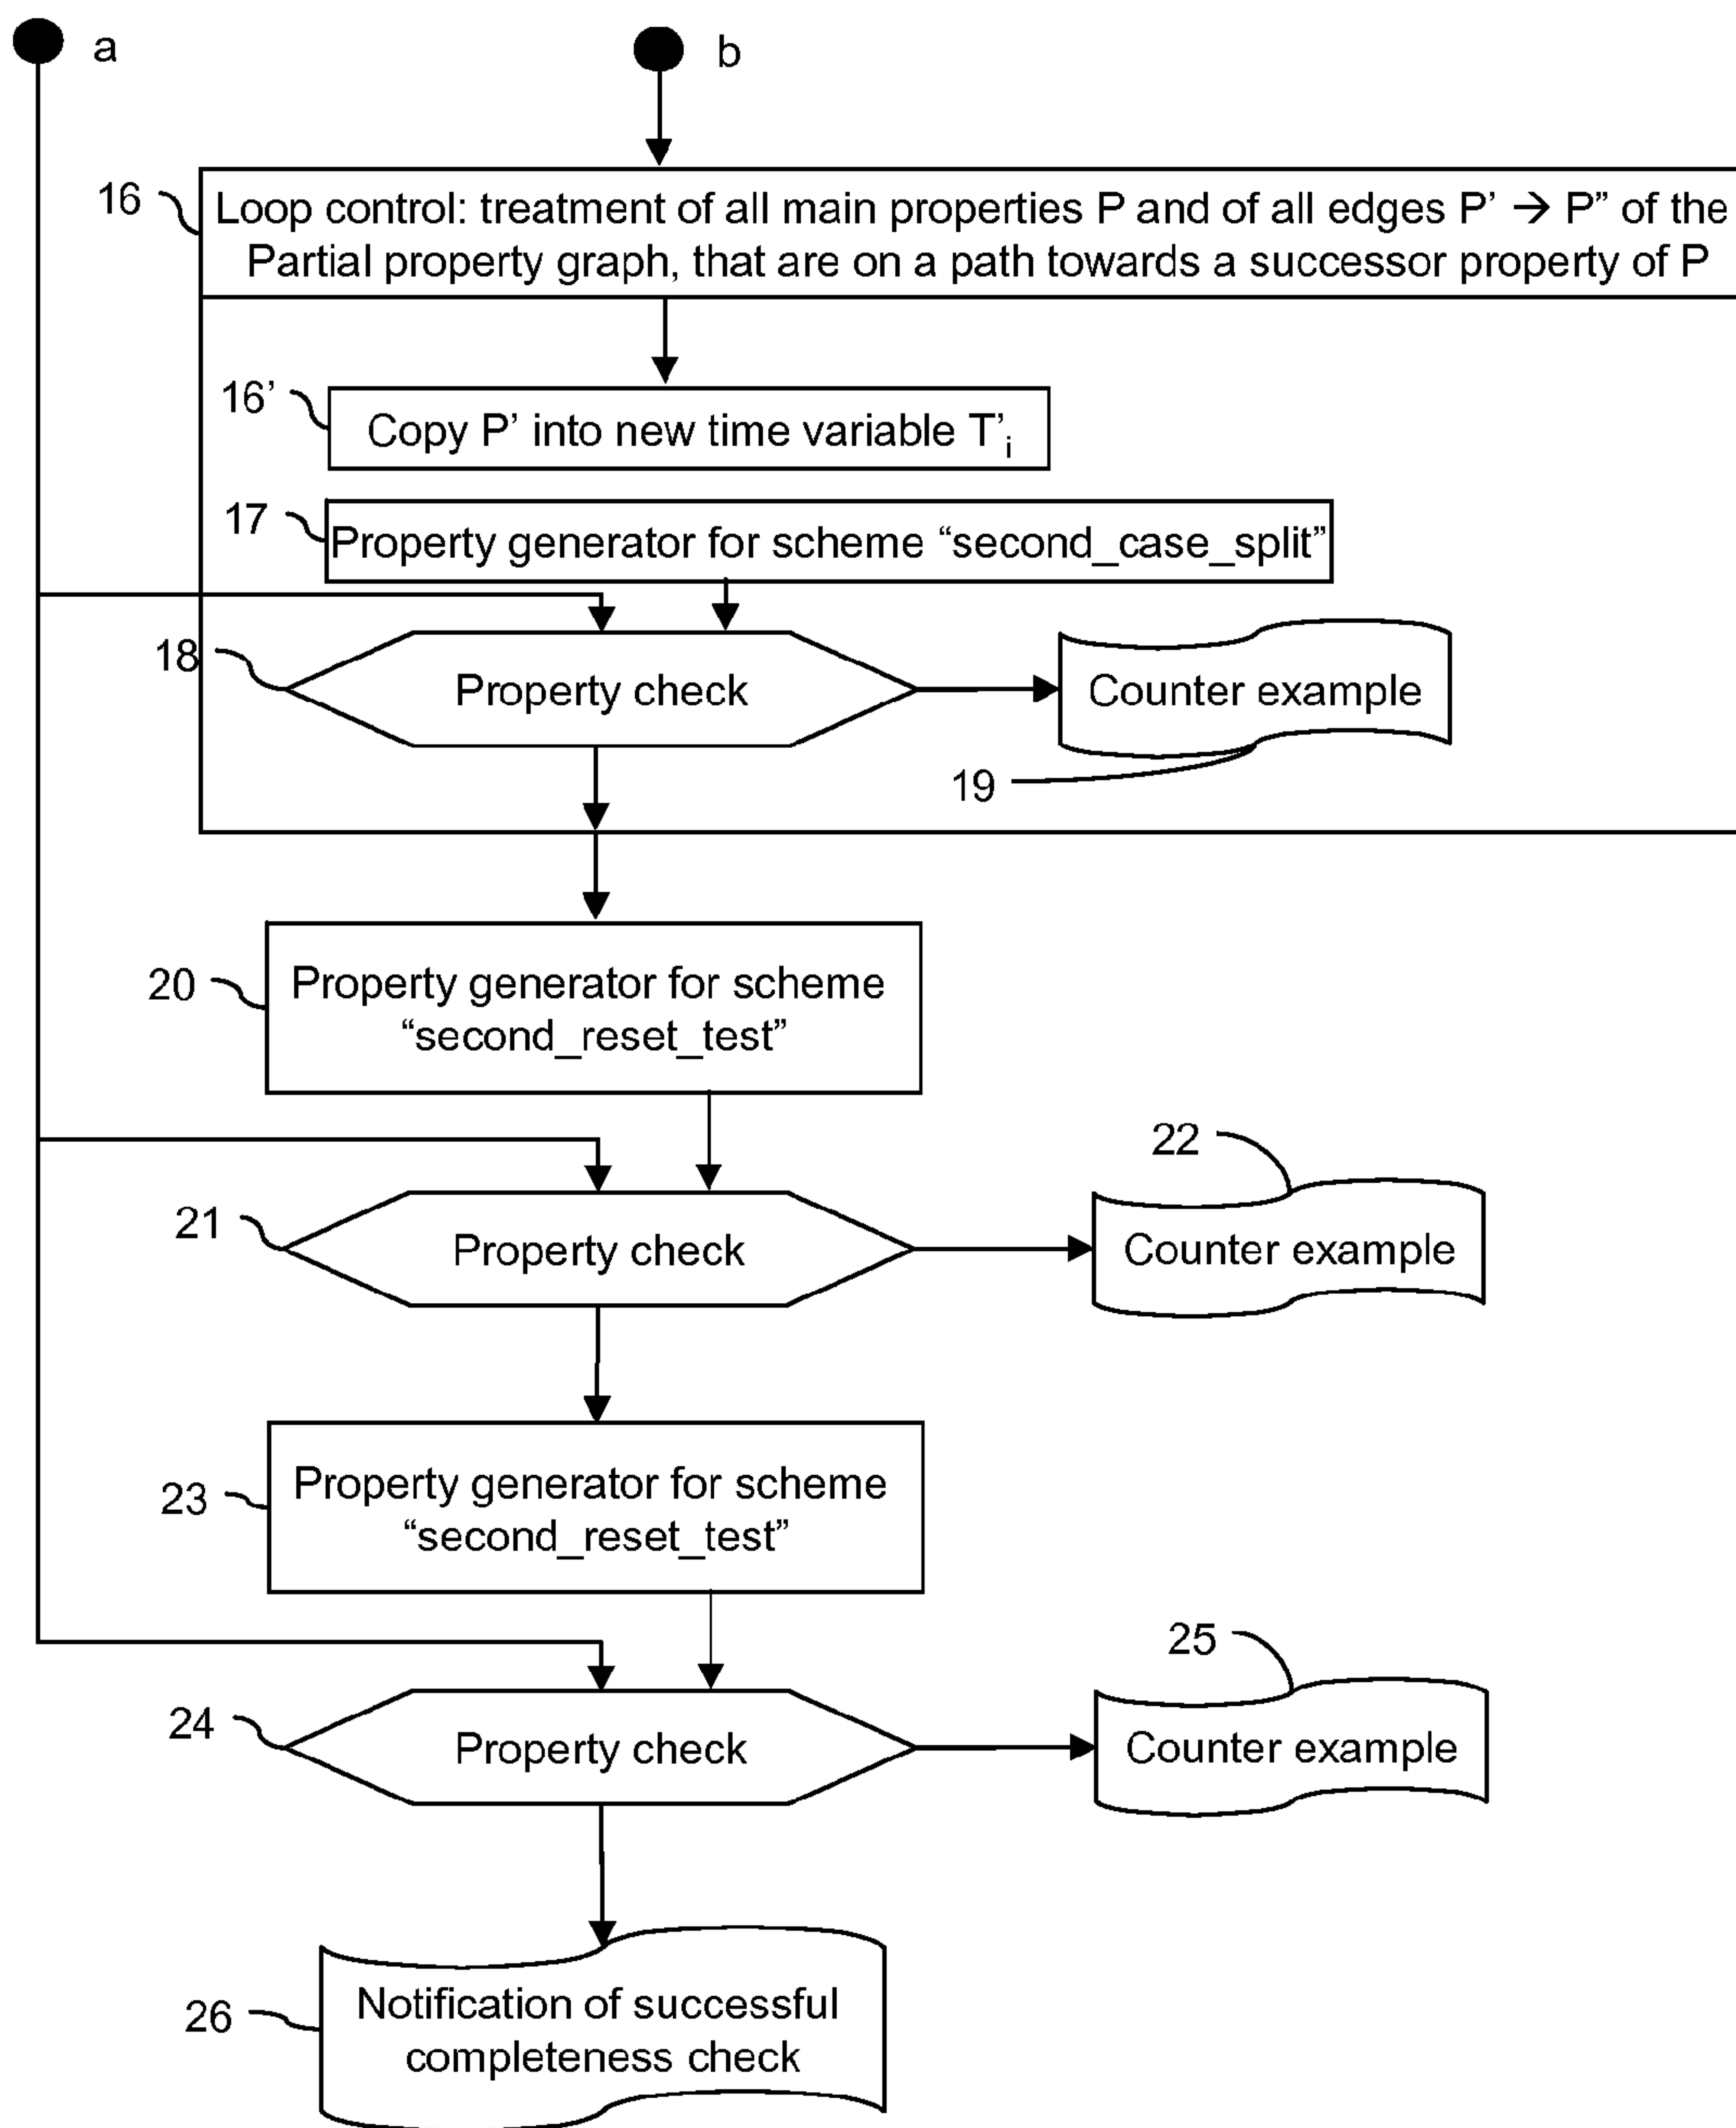 a
b
16
Loop control: treatment of all main properties P and of all edges P’ → P” of the
Partial property graph, that are on a path towards a successor property of P
16’
Copy P’ into new time variable T’i
17
Property generator for scheme “second_case_split”
18
Property check
Counter example
19
20
Property generator for scheme
“second_reset_test”
22
21
Property check
Counter example
23
Property generator for scheme
“second_reset_test”
25
24
Property check
Counter example
26
Notification of successful
completeness check